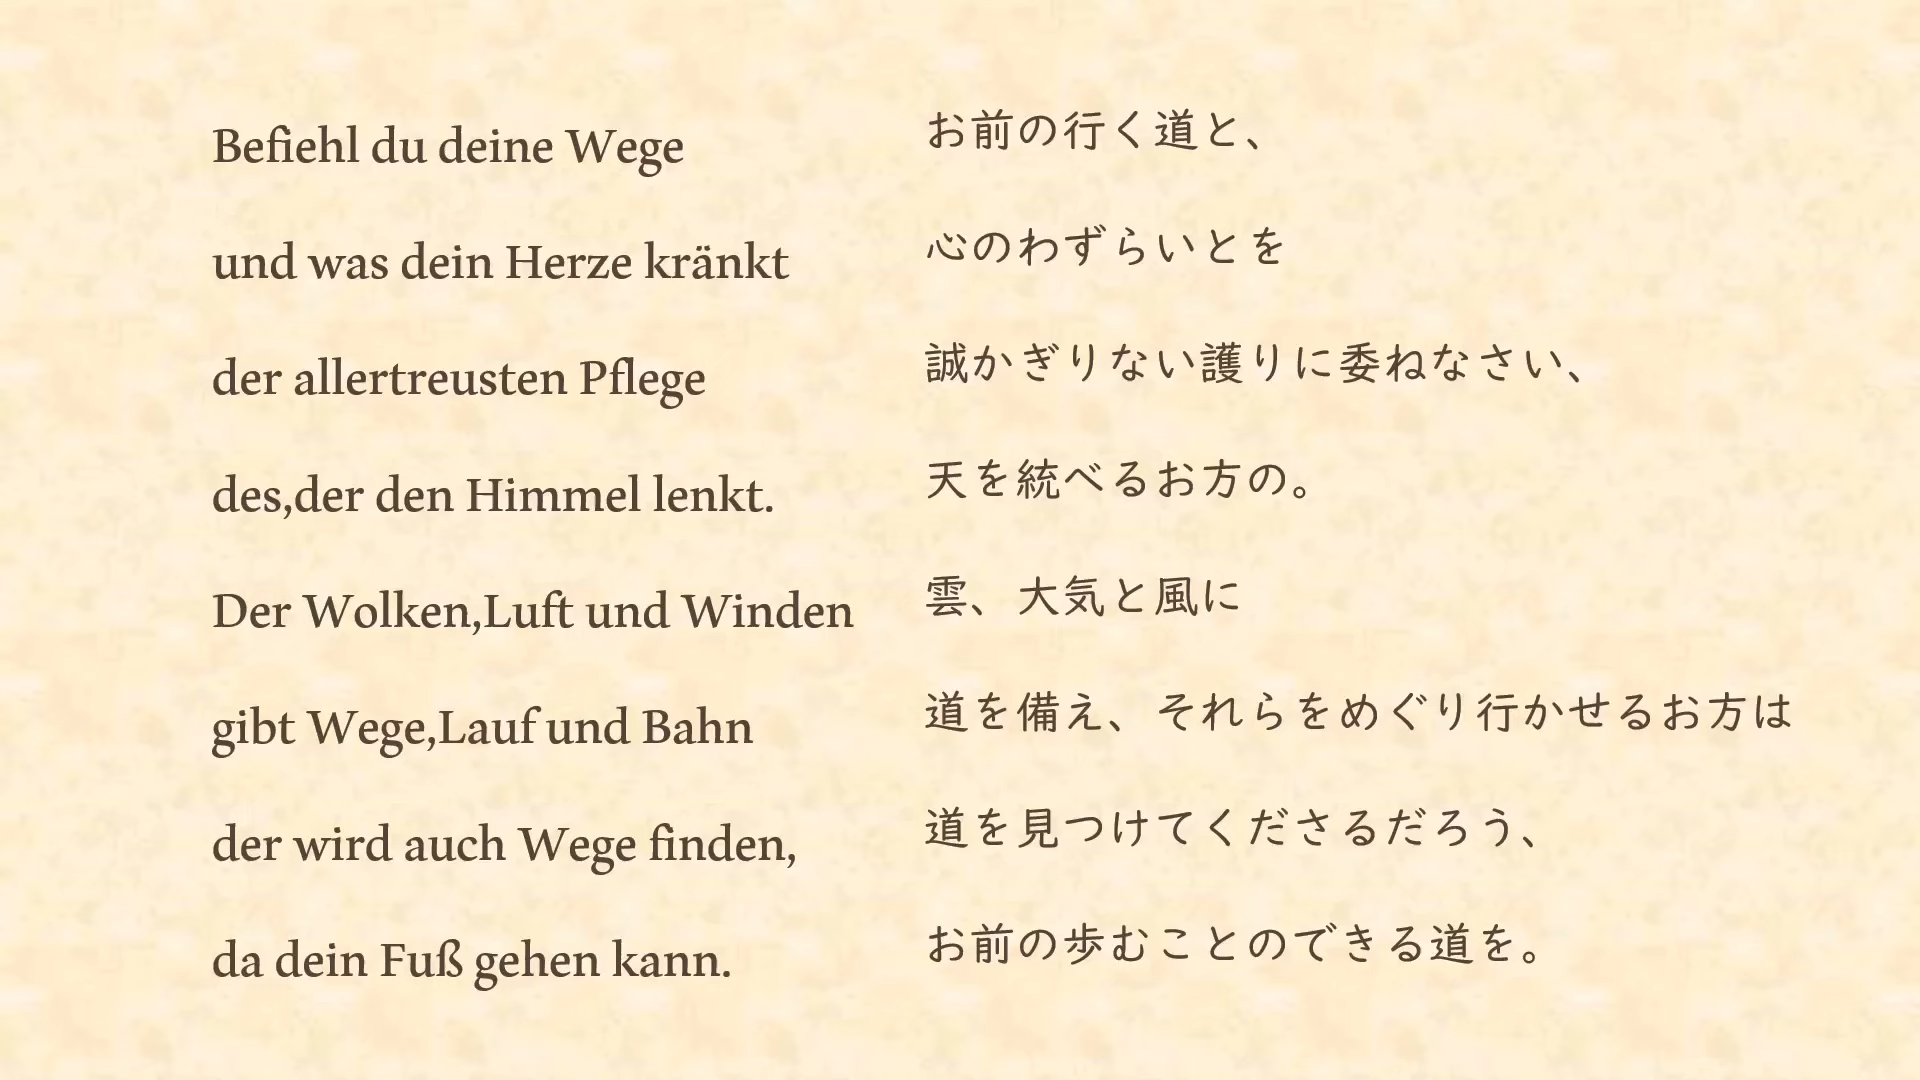 Befiehl du deine Wege
und was dein Herze kränkt
der allertreusten Pflege
des,der den Himmel lenkt.
Der Wolken,Luft und Winden
gibt Wege,Lauf und Bahn
der wird auch Wege finden,
da dein Fuß gehen kann.
お前の行く道と、
心のわずらいとを
誠かぎりない護りに委ねなさい、
天を統べるお方の。
雲、大気と風に
道を備え、それらをめぐり行かせるお方は
道を見つけてくださるだろう、
お前の歩むことのできる道を。